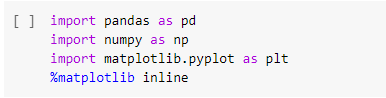 [ ] import pandas as pd
import numpy as np
import matplotlib.pyplot as plt
%matplotlib inline